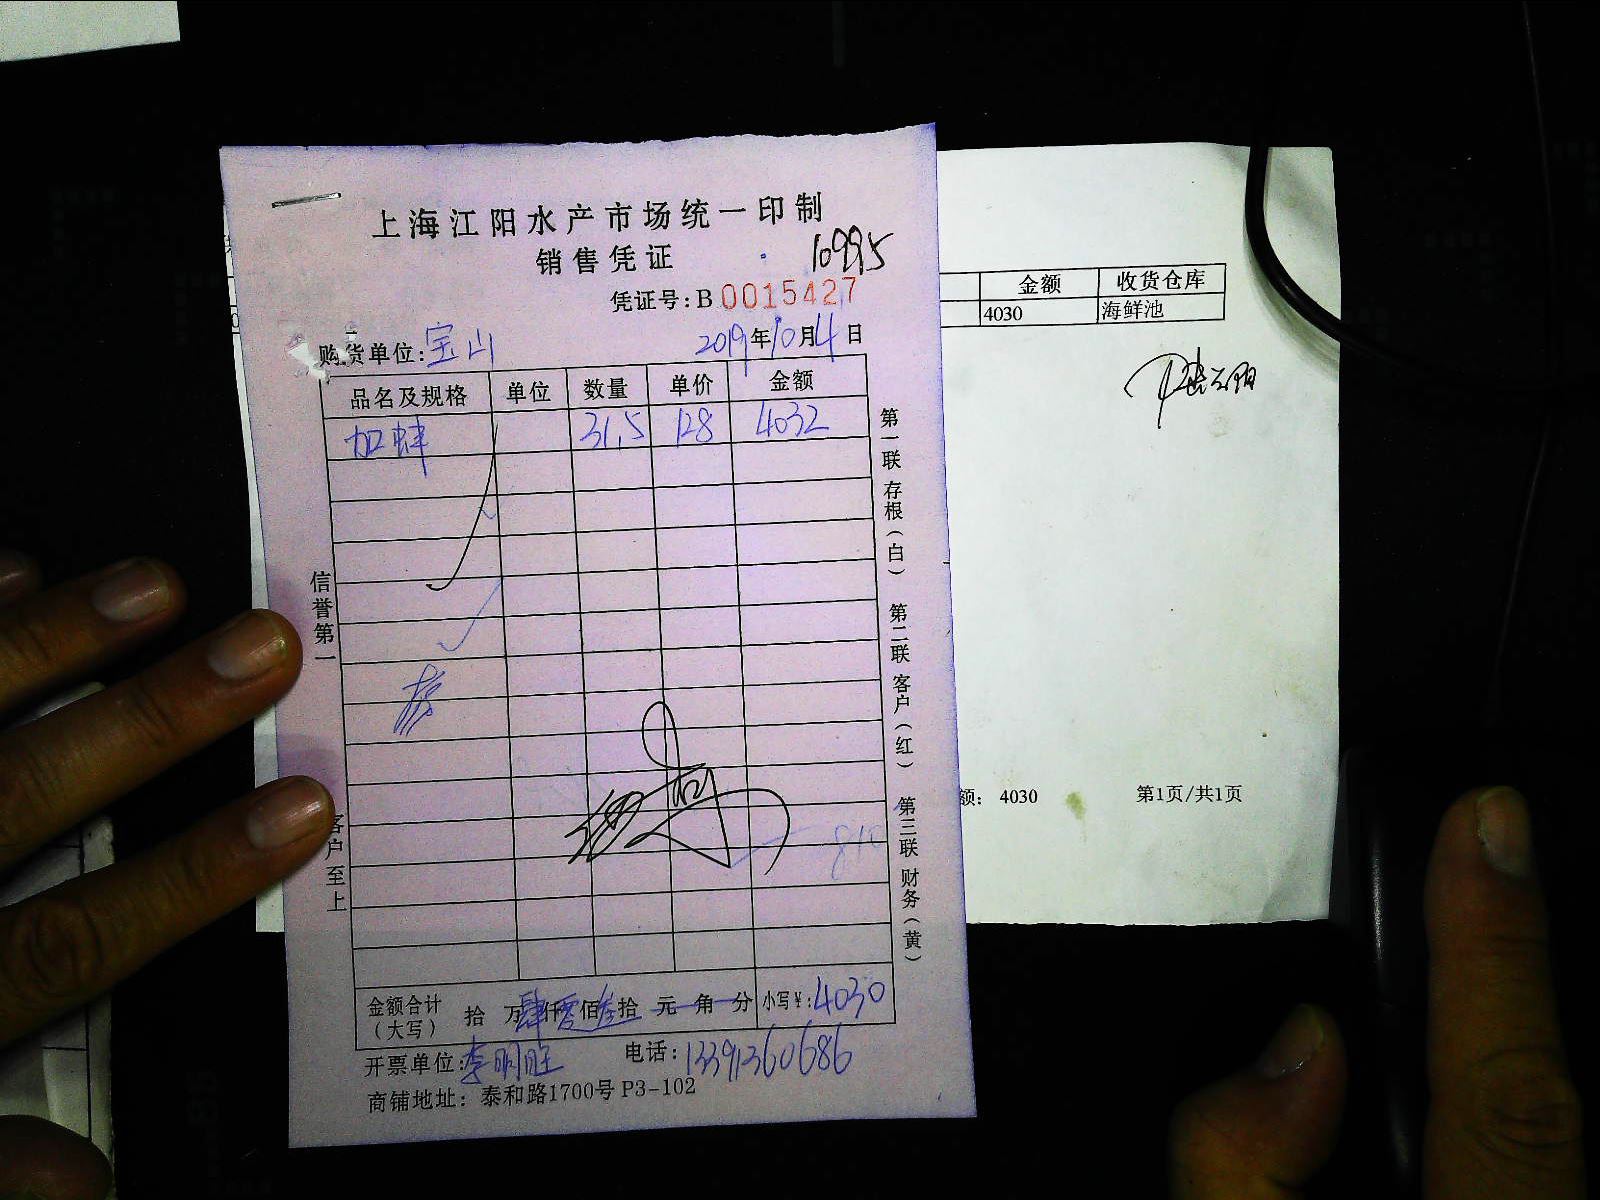 上海江阳水产市场统一印制
销售凭证
10995
凭证号：B 0015427
购货单位：宝山 2019年10月4日
品名及规格 单位 数量 单价 金额
加蚌 31.5 128 4032
金额合计（大写） 拾 万肆仟零佰叁拾 元 角 分 小写¥：4030
开票单位：李明旺 电话：13391360686
商铺地址：泰和路1700号 P3-102
信誉第一
客户至上
第一联 存根（白） 第二联 客户（红） 第三联 财务（黄）
金额 收货仓库
4030 海鲜池
额： 4030 第1页/共1页